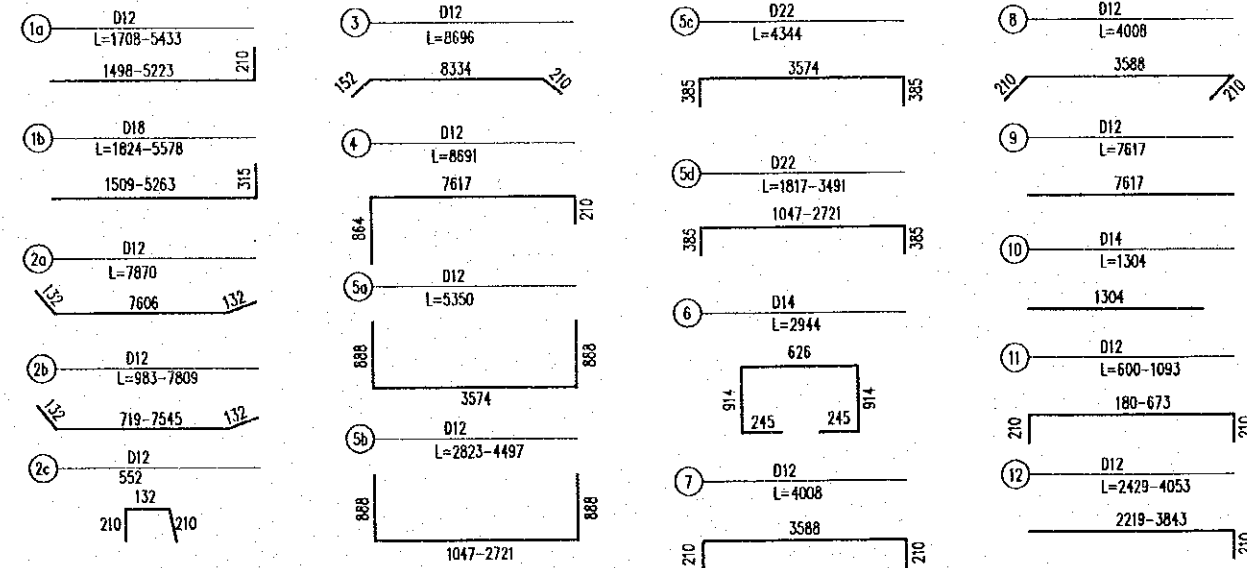 1a D12
L=1708-5433
1498-5223 210
1b D18
L=1824-5578
1509-5263 315
2a D12
L=7870
132 7606 132
2b D12
L=983-7809
132 719-7545 132
2c D12
552
132
210 210
3 D12
L=8696
152 8334 210
4 D12
L=8691
7617
864 210
5a D12
L=5350
888 888
3574
5b D12
L=2823-4497
888 888
1047-2721
5c D22
L=4344
3574
385 385
5d D22
L=1817-3491
1047-2721
385 385
6 D14
L=2944
626
914 914
245 245
7 D12
L=4008
3588
210 210
8 D12
L=4008
3588
210 210
9 D12
L=7617
7617
10 D14
L=1304
1304
11 D12
L=600-1093
180-673
210 210
12 D12
L=2429-4053
2219-3843
210